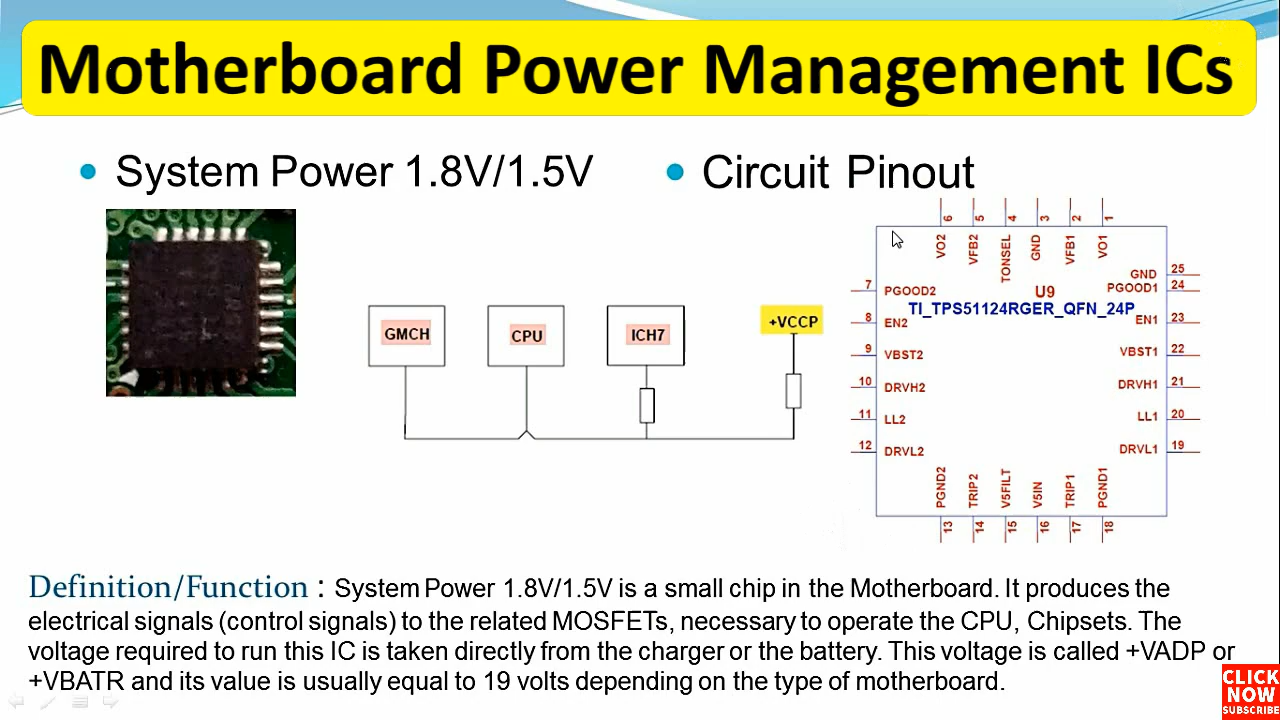 Motherboard Power Management ICs
System Power 1.8V/1.5V
Circuit Pinout
GMCH
CPU
ICH7
+VCCP
6
5
4
3
2
1
VO2
VFB2
TONSEL
GND
VFB1
VO1
U9
TI_TPS51124RGER_QFN_24P
7
PGOOD2
8
EN2
9
VBST2
10
DRVH2
11
LL2
12
DRVL2
GND
25
PGOOD1
24
EN1
23
VBST1
22
DRVH1
21
LL1
20
DRVL1
19
PGND2
TRIP2
V5FILT
V5IN
TRIP1
PGND1
13
14
15
16
17
18
Definition/Function : System Power 1.8V/1.5V is a small chip in the Motherboard. It produces the
electrical signals (control signals) to the related MOSFETs, necessary to operate the CPU, Chipsets. The
voltage required to run this IC is taken directly from the charger or the battery. This voltage is called +VADP or
+VBATR and its value is usually equal to 19 volts depending on the type of motherboard.
CLICK
NOW
SUBSCRIBE